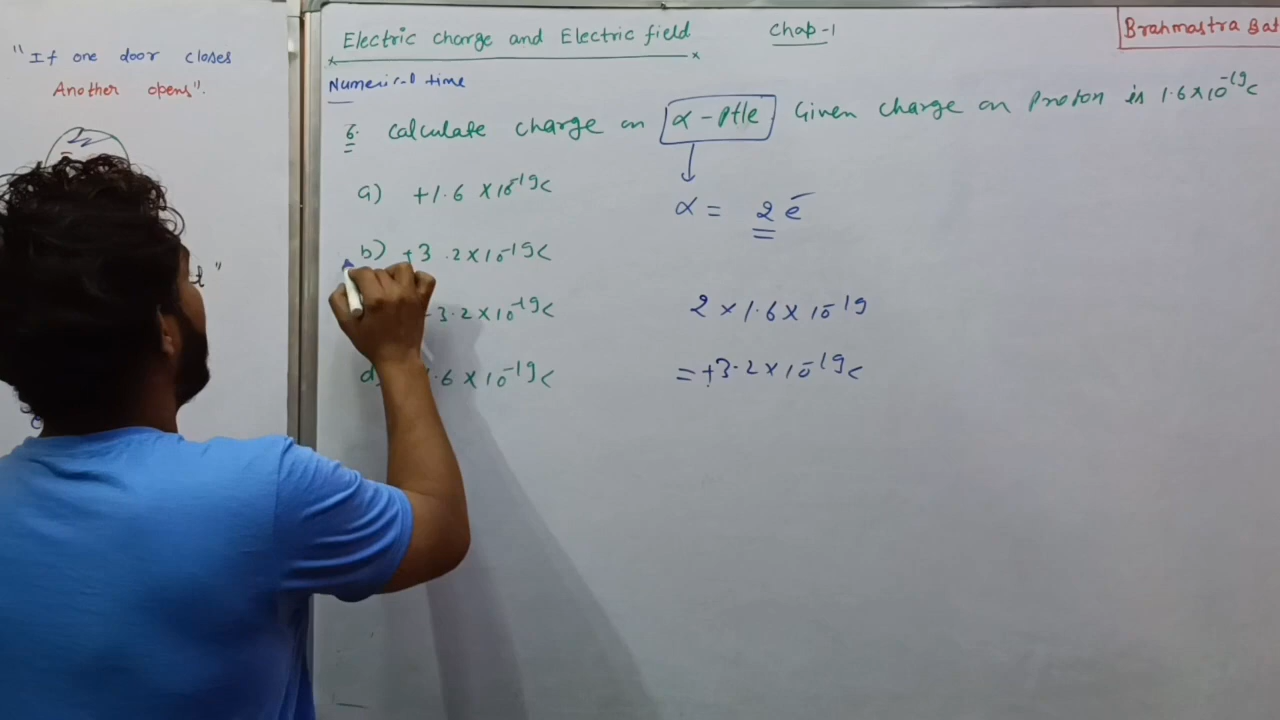 "If one door closes
Another opens".
Electric charge and Electric field
Chap-1
Brahmastra Bat
Numerical time
6. Calculate charge on α-Ptle Given charge on Proton is 1.6×10⁻¹⁹c
a) +1.6 ×10⁻¹⁹c
b) +3.2×10⁻¹⁹c
3.2×10⁻¹⁹c
d) .6×10⁻¹⁹c
α = 2e⁻
2×1.6×10⁻¹⁹
=+3.2×10⁻¹⁹c